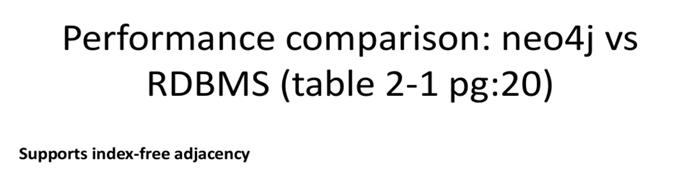 Performance comparison: neo4j vs
RDBMS (table 2-1 pg:20)
Supports index-free adjacency